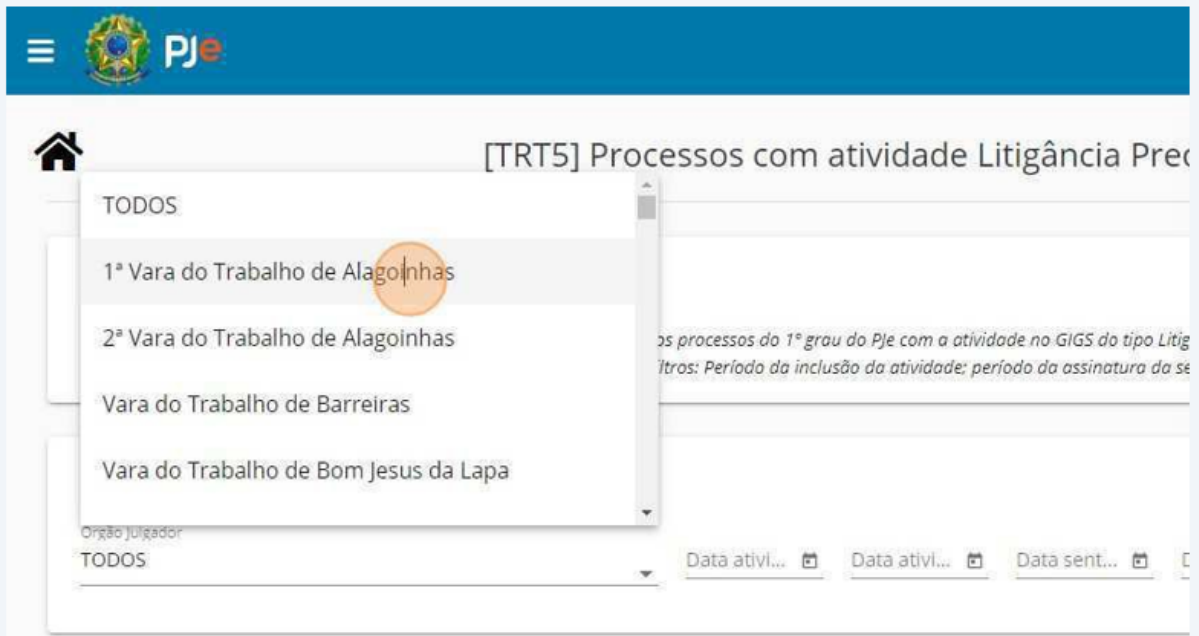 PJe
[TRT5] Processos com atividade Litigância Pred
TODOS
1ª Vara do Trabalho de Alagoinhas
2ª Vara do Trabalho de Alagoinhas
os processos do 1º grau do PJe com a atividade no GIGS do tipo Litig
ltros: Período da inclusão da atividade; período da assinatura da se
Vara do Trabalho de Barreiras
Vara do Trabalho de Bom Jesus da Lapa
Órgão Julgador
TODOS
Data ativi... Data ativi... Data sent...